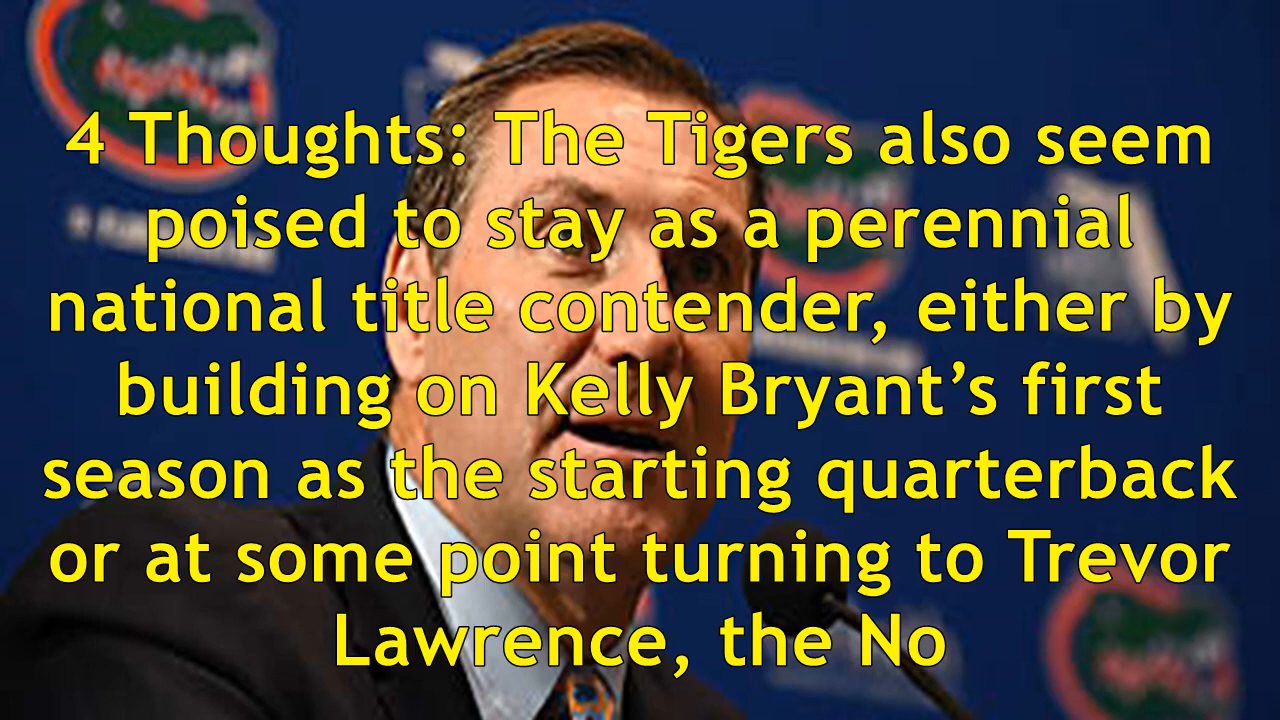 4 Thoughts: The Tigers also seem
poised to stay as a perennial
national title contender, either by
building on Kelly Bryant’s first
season as the starting quarterback
or at some point turning to Trevor
Lawrence, the No